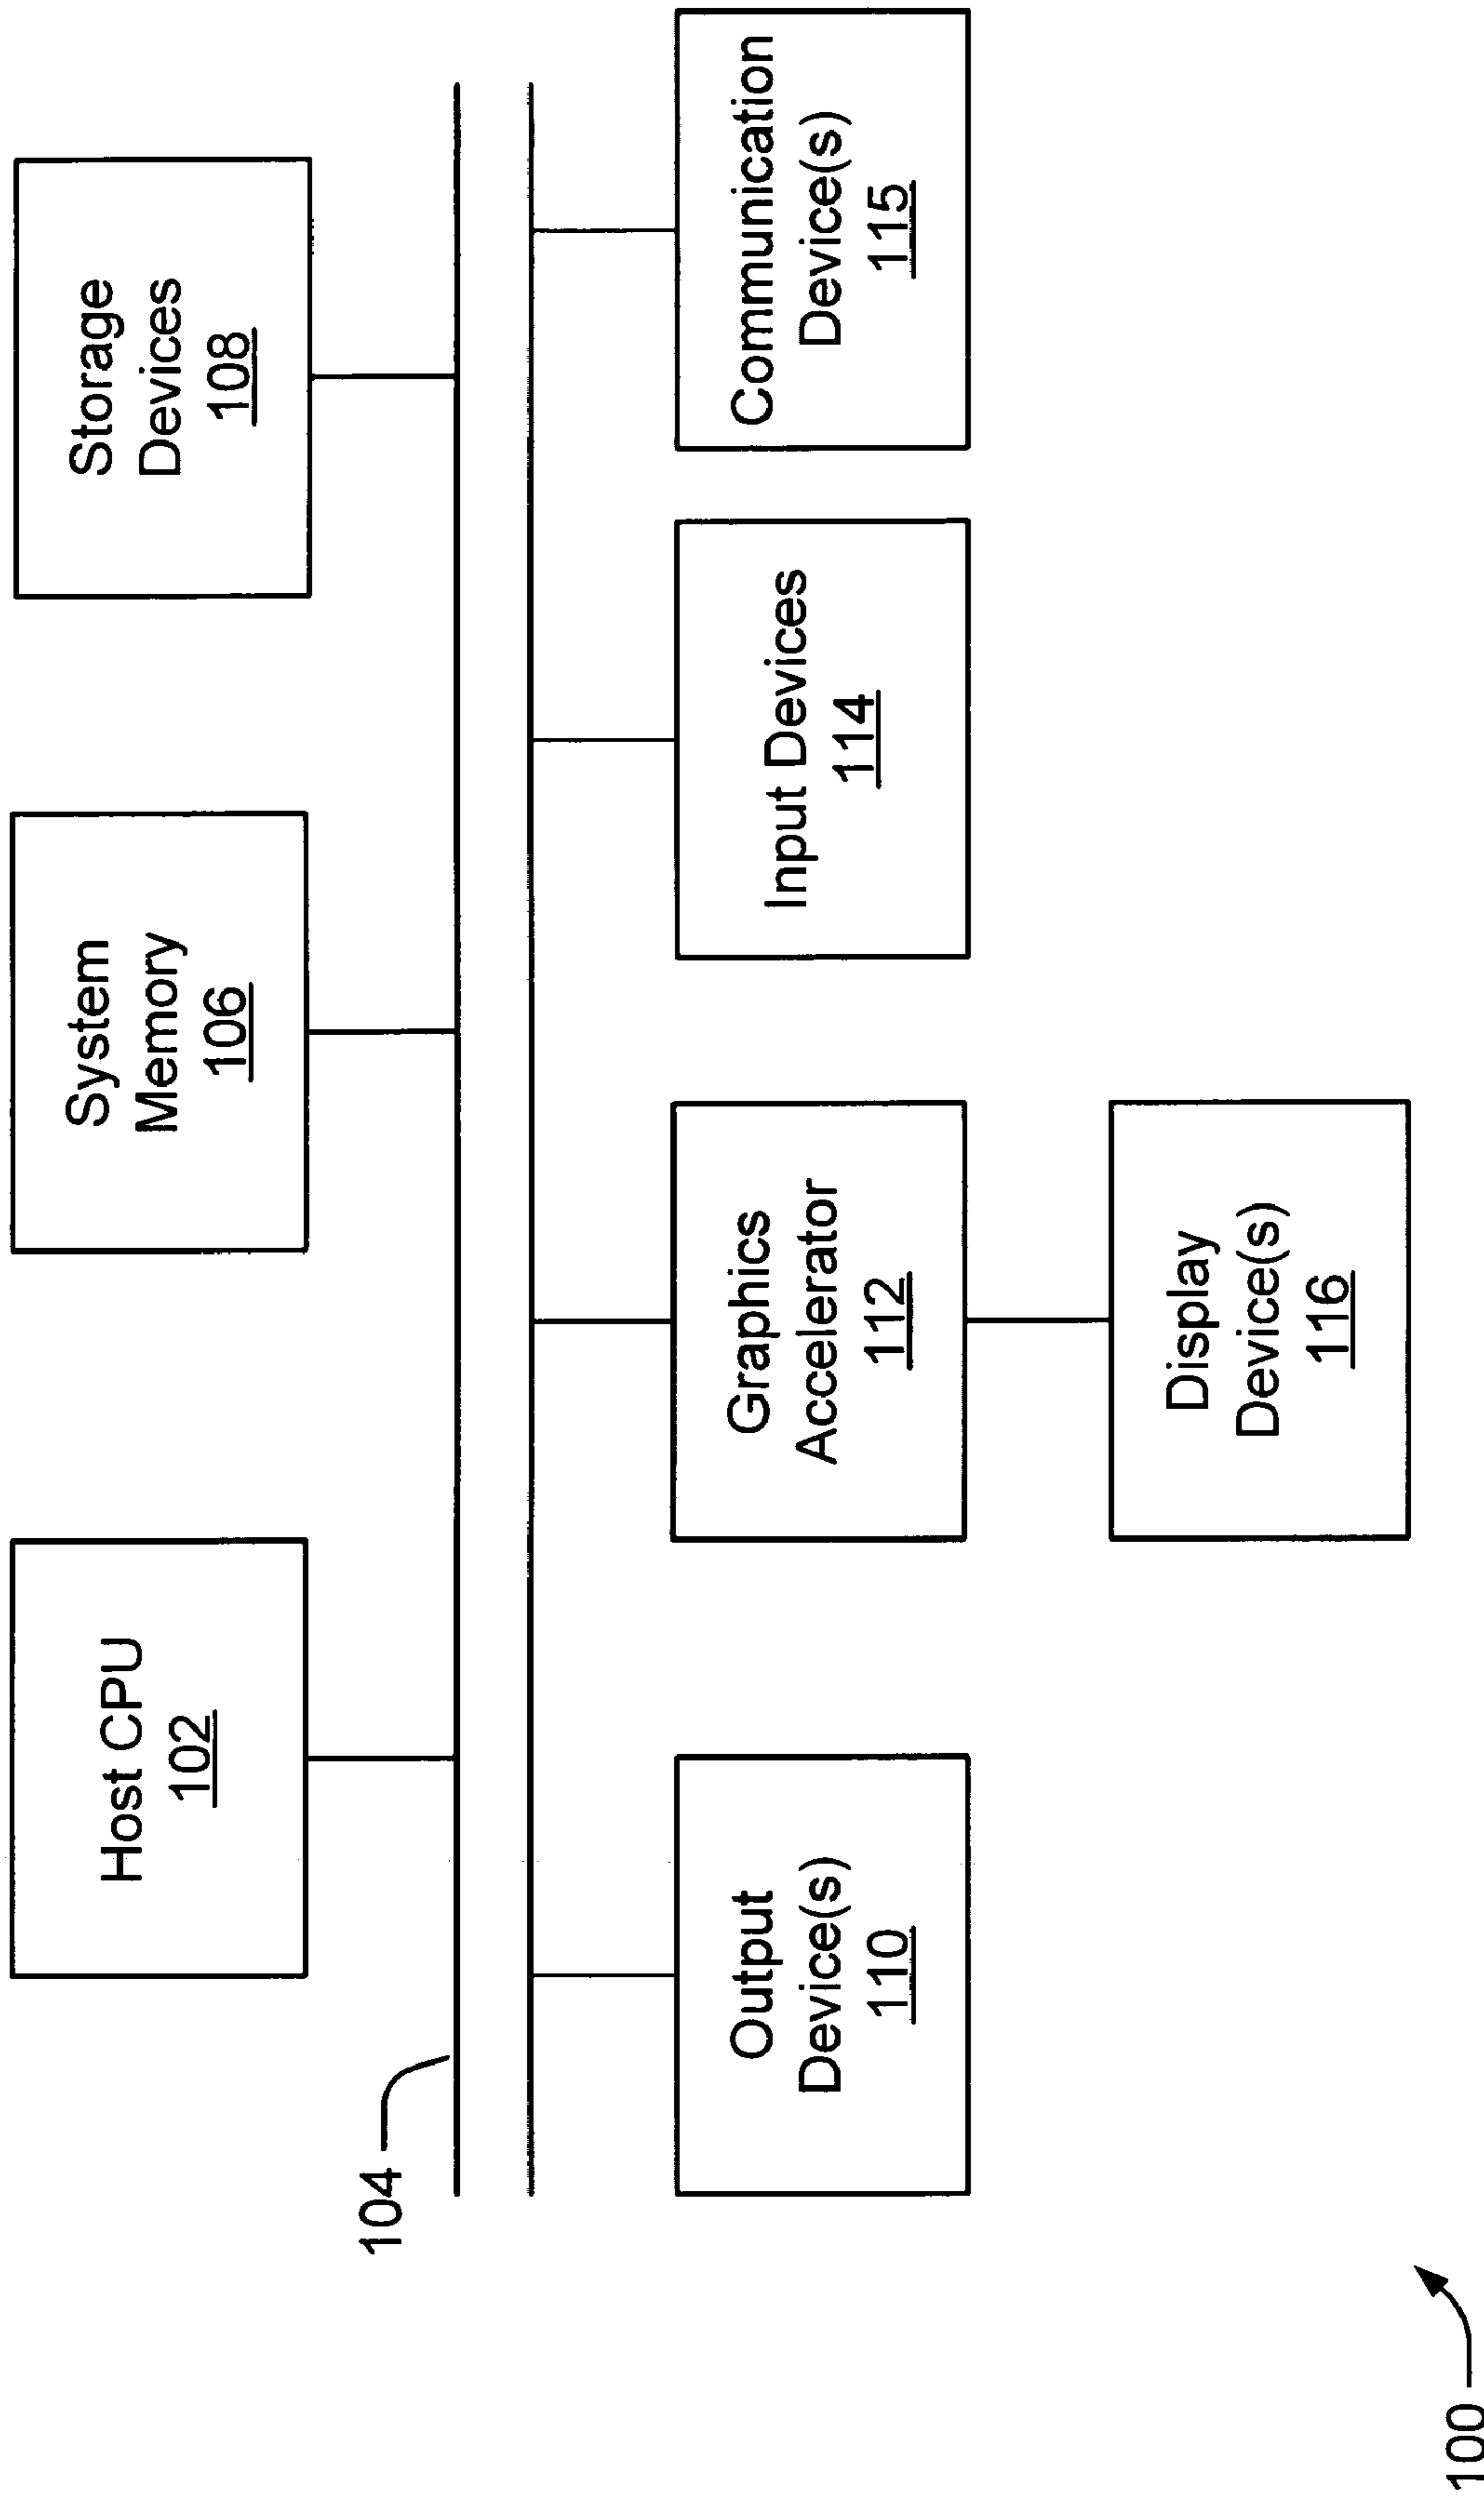 Host CPU
102
System
Memory
106
Storage
Devices
108
104
Output
Device(s)
110
Graphics
Accelerator
112
Input Devices
114
Communication
Device(s)
115
Display
Device(s)
116
100